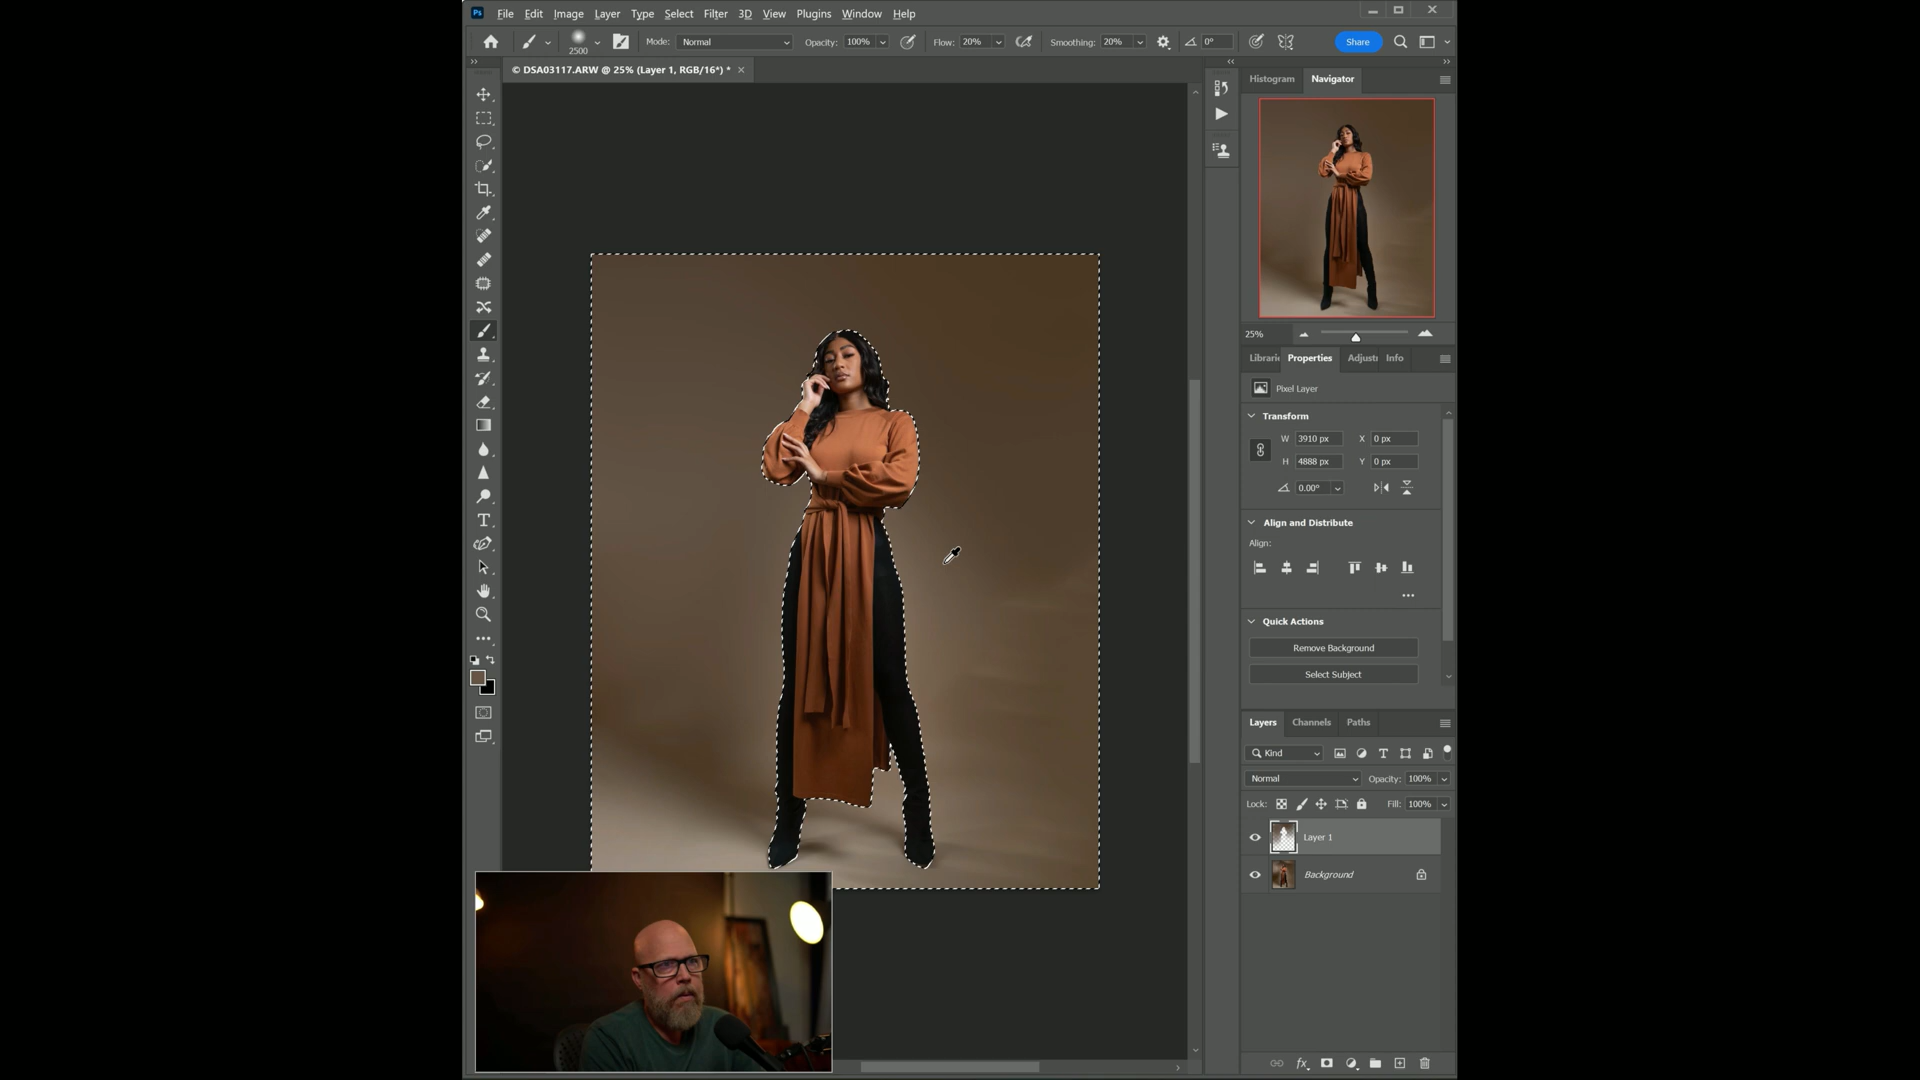 Ps File Edit Image Layer Type Select Filter 3D View Plugins Window Help
2500 Mode: Normal Opacity: 100% Flow: 20% Smoothing: 20% 0° Share
© DSA03117.ARW @ 25% (Layer 1, RGB/16*) * ×
Histogram Navigator
25%
Librari Properties Adjustr Info
Pixel Layer
Transform
W 3910 px X 0 px
H 4888 px Y 0 px
0.00°
Align and Distribute
Align:
Quick Actions
Remove Background
Select Subject
Layers Channels Paths
Kind
Normal Opacity: 100%
Lock: Fill: 100%
Layer 1
Background
fx